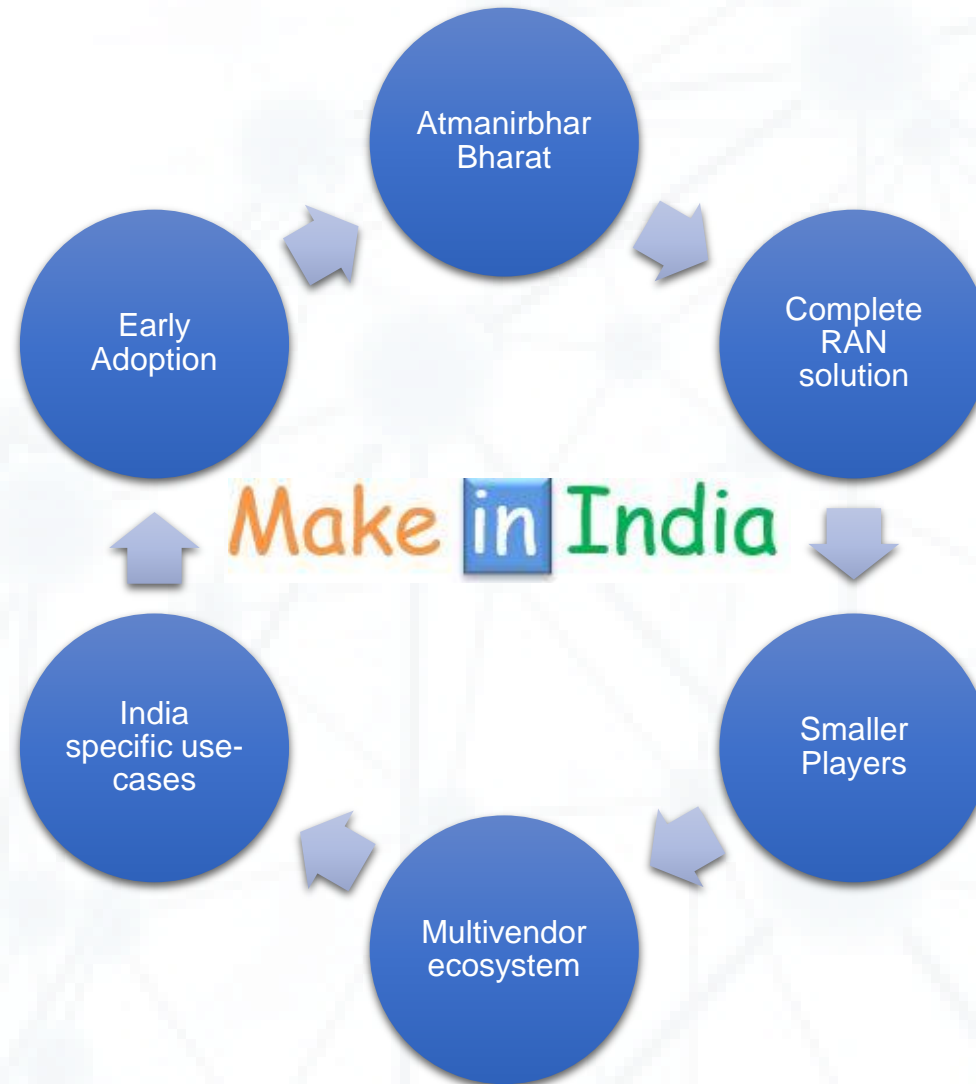 Atmanirbhar
Bharat
Complete
RAN
solution
Smaller
Players
Multivendor
ecosystem
India
specific use-
cases
Early
Adoption
Make in India